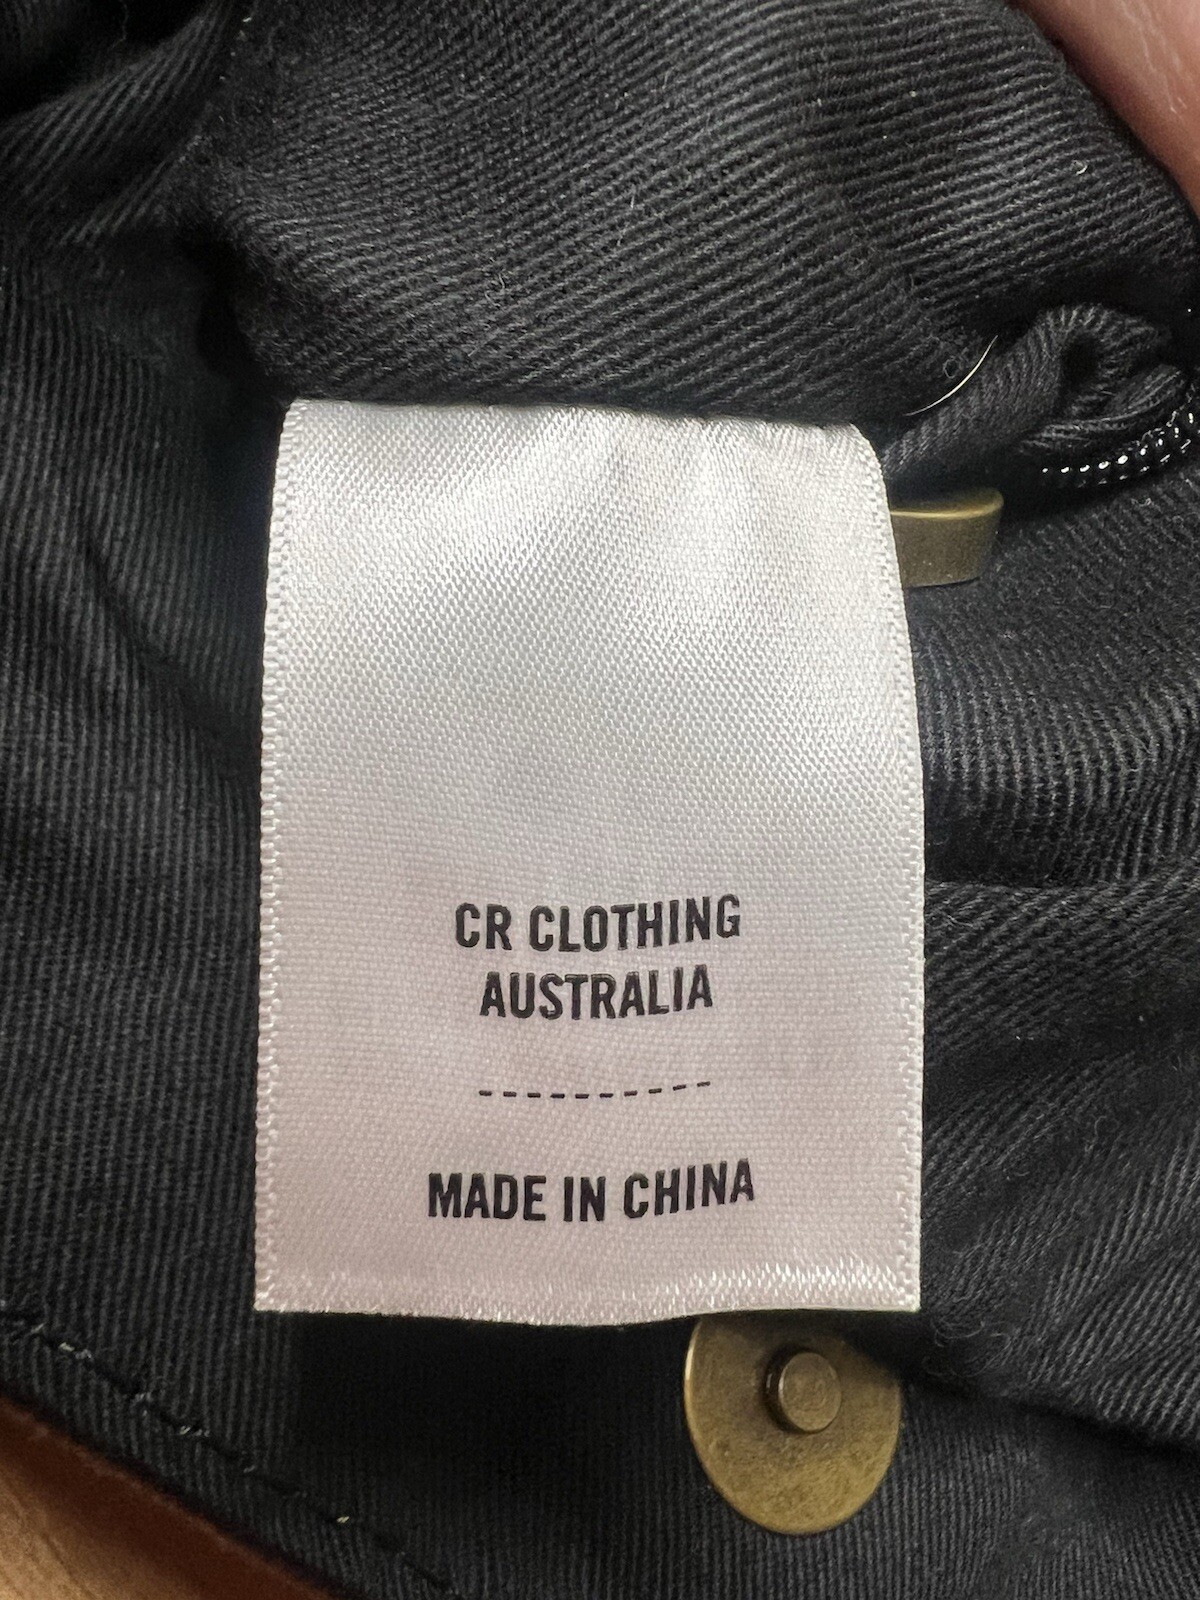 CR CLOTHING
AUSTRALIA
----------
MADE IN CHINA